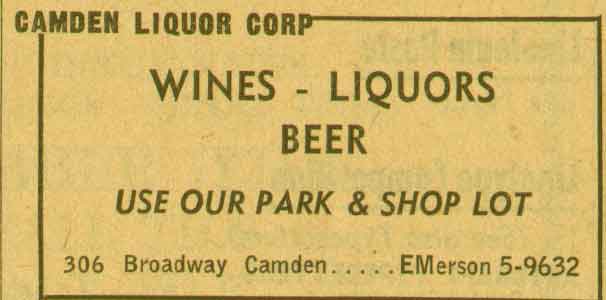 CAMDEN LIQUOR CORP
WINES - LIQUORS
BEER
USE OUR PARK & SHOP LOT
306 Broadway Camden.....EMerson 5-9632